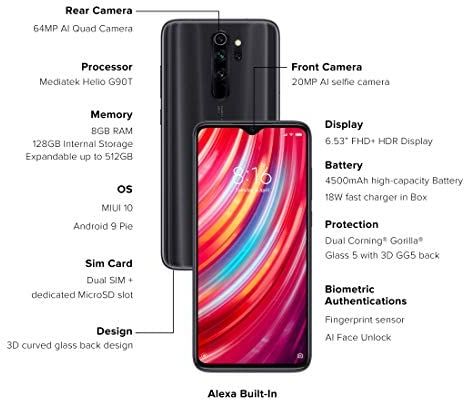 Rear Camera
64MP AI Quad Camera
Processor
Mediatek Helio G90T
Memory
8GB RAM
128GB Internal Storage
Expandable up to 512GB
OS
MIUI 10
Android 9 Pie
Sim Card
Dual SIM +
dedicated MicroSD slot
Design
3D curved glass back design
8:16
Front Camera
20MP AI selfie camera
Display
6.53" FHD+ HDR Display
Battery
4500mAh high-capacity Battery
18W fast charger in Box
Protection
Dual Corning® Gorilla®
Glass 5 with 3D GG5 back
Biometric
Authentications
Fingerprint sensor
AI Face Unlock
Alexa Built-In